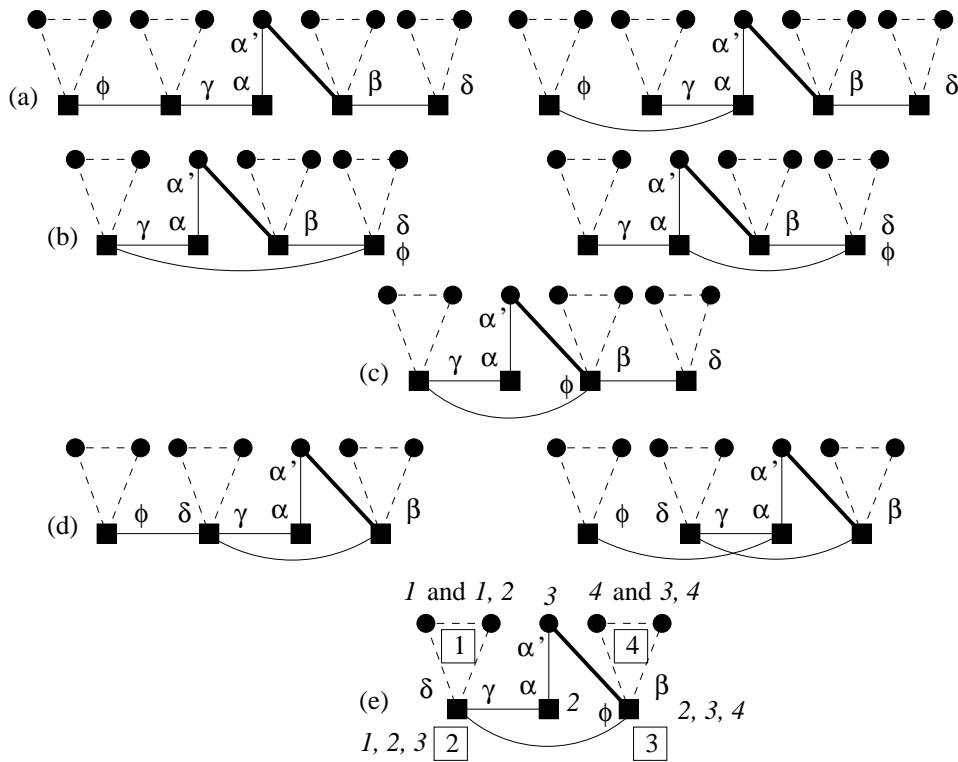 α' α'
(a) ϕ γ α β δ ϕ γ α β δ
α' α'
(b) γ α β δ ϕ γ α β δ ϕ
α'
(c) γ α ϕ β δ
α' α'
(d) ϕ δ γ α β ϕ δ γ α β
1 and 1, 2 3 4 and 3, 4
1 α' 4
(e) δ γ α 2 ϕ β 2, 3, 4
1, 2, 3 2 3